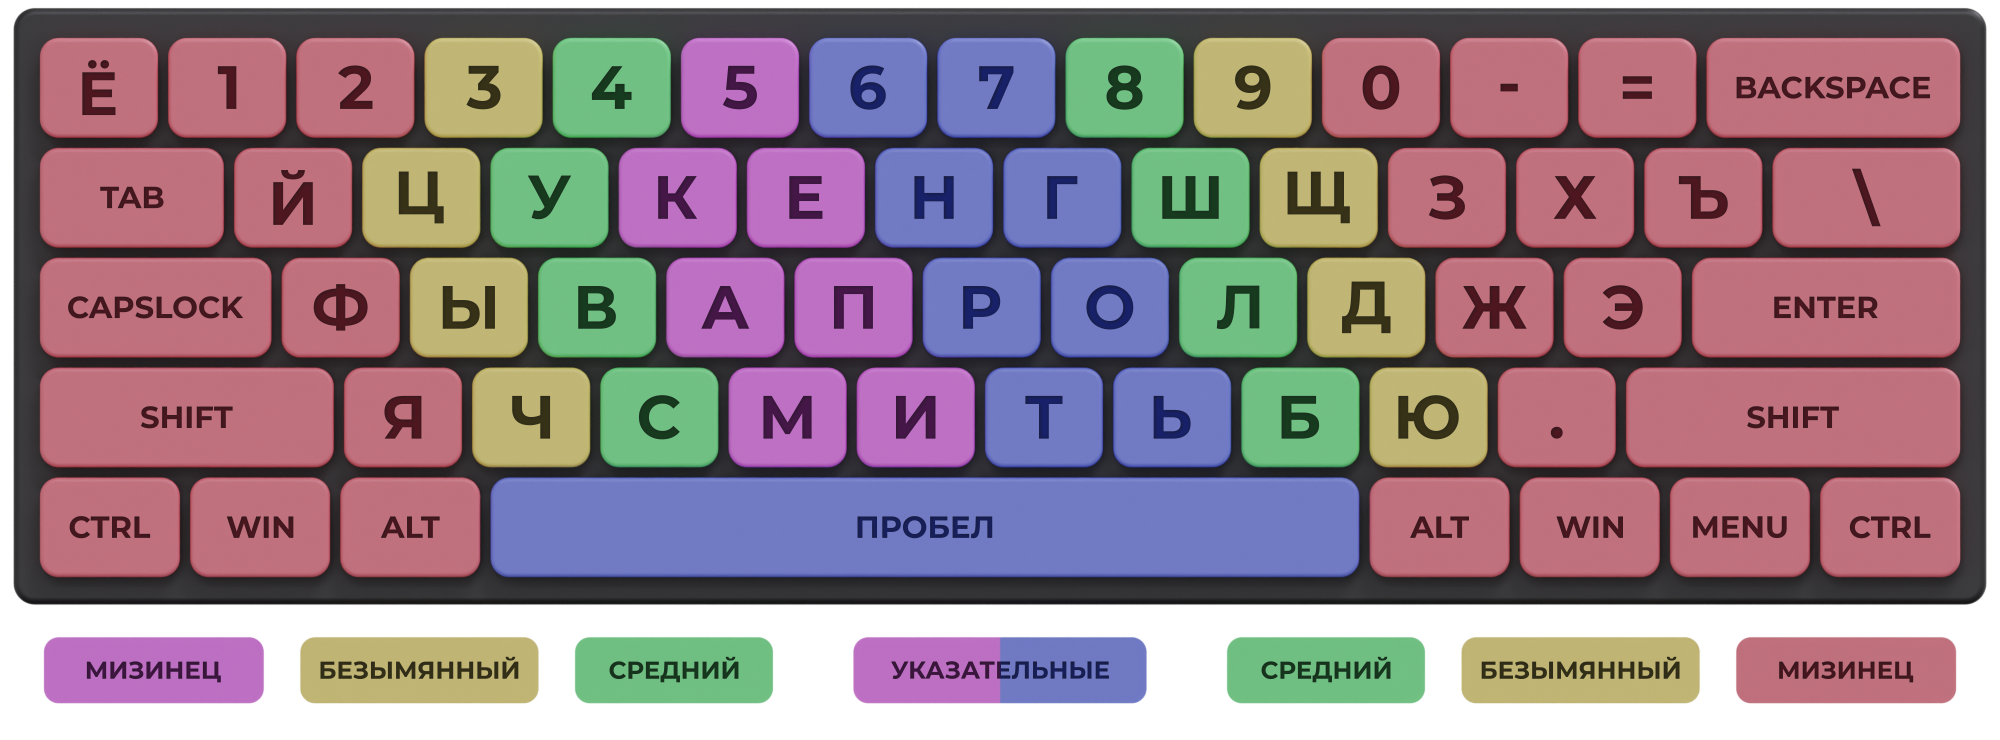 Ё 1 2 3 4 5 6 7 8 9 0 - = BACKSPACE
TAB Й Ц У К Е Н Г Ш Щ З Х Ъ \
CAPSLOCK Ф Ы В А П Р О Л Д Ж Э ENTER
SHIFT Я Ч С М И Т Ь Б Ю . SHIFT
CTRL WIN ALT ПРОБЕЛ ALT WIN MENU CTRL
МИЗИНЕЦ БЕЗЫМЯННЫЙ СРЕДНИЙ УКАЗАТЕЛЬНЫЕ СРЕДНИЙ БЕЗЫМЯННЫЙ МИЗИНЕЦ